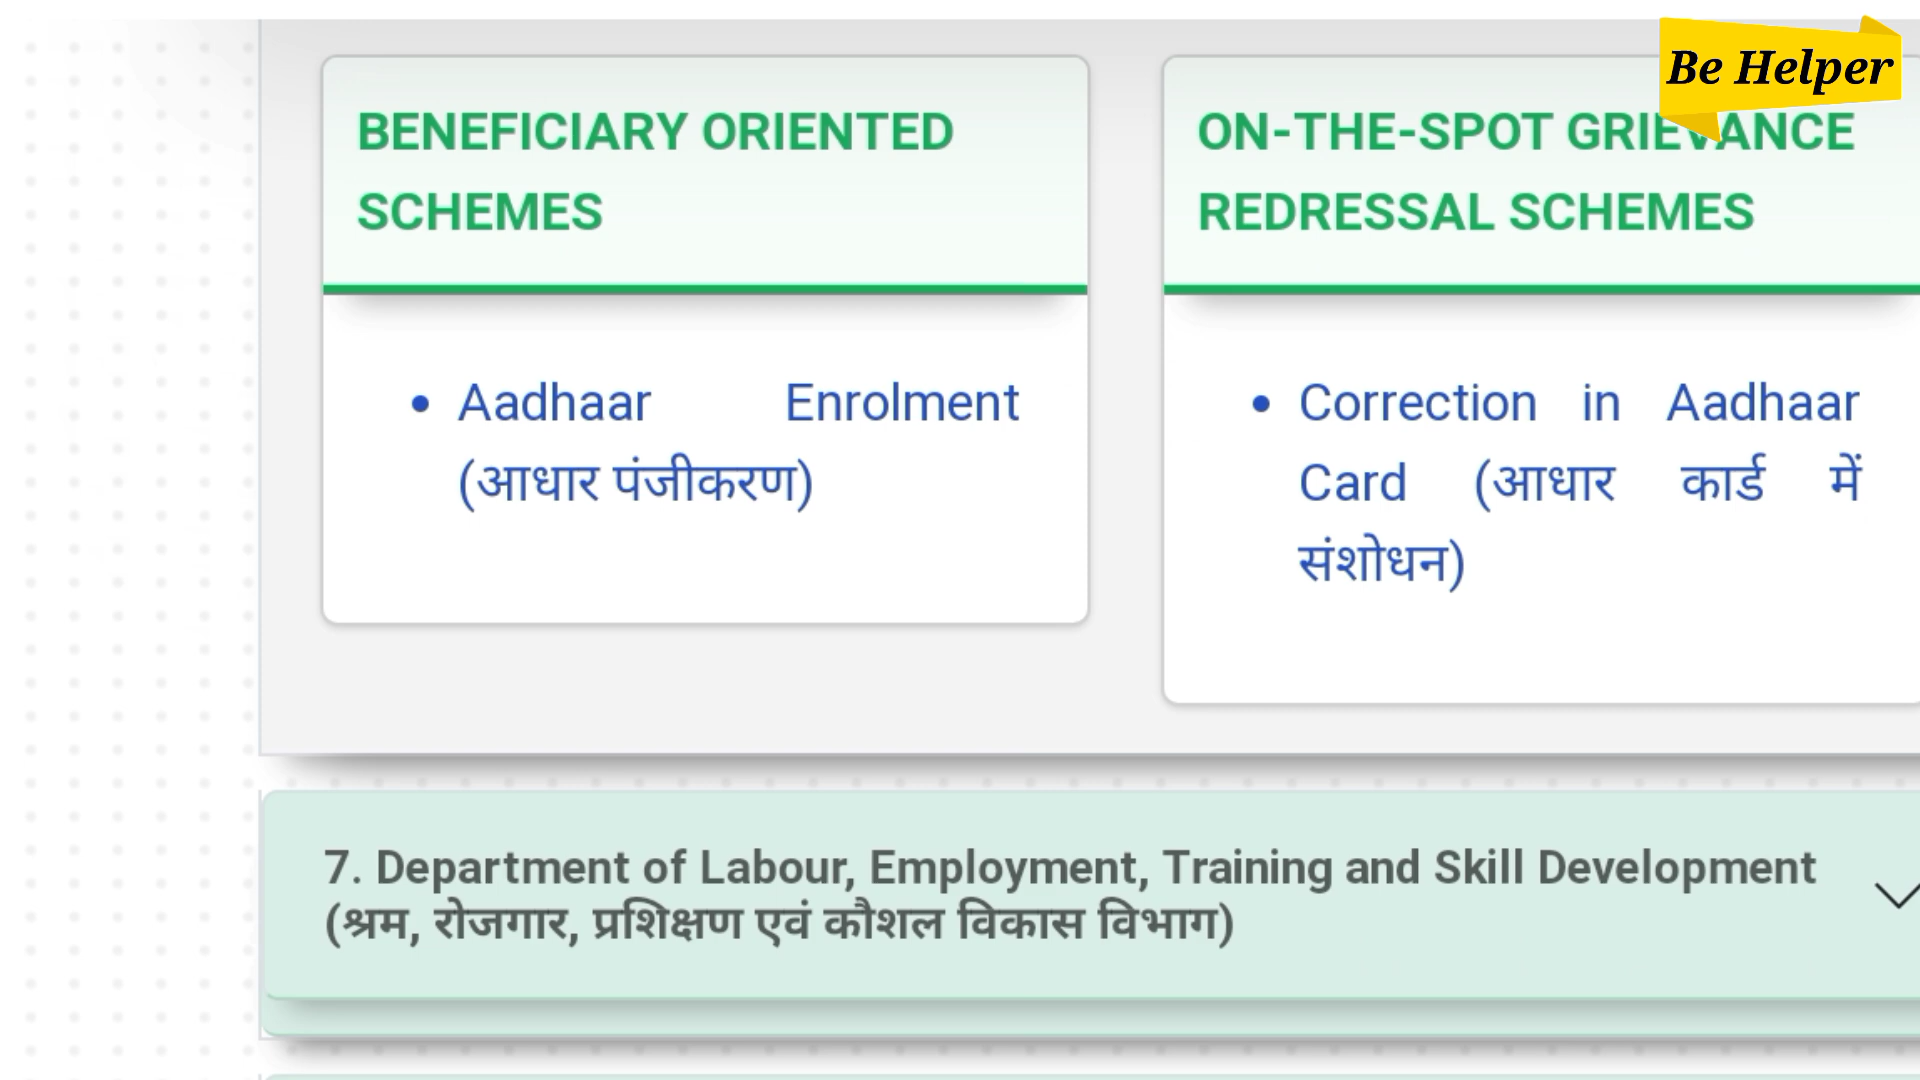 Be Helper
BENEFICIARY ORIENTED
SCHEMES
Aadhaar Enrolment
(आधार पंजीकरण)
ON-THE-SPOT GRIEVANCE
REDRESSAL SCHEMES
Correction in Aadhaar
Card (आधार कार्ड में
संशोधन)
7. Department of Labour, Employment, Training and Skill Development
(श्रम, रोजगार, प्रशिक्षण एवं कौशल विकास विभाग)